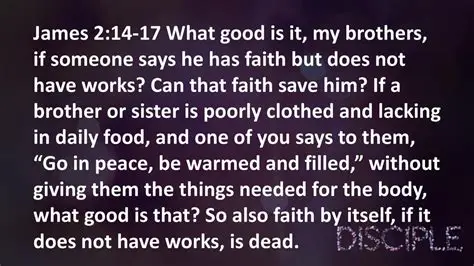 James 2:14-17 What good is it, my brothers,
if someone says he has faith but does not
have works? Can that faith save him? If a
brother or sister is poorly clothed and lacking
in daily food, and one of you says to them,
“Go in peace, be warmed and filled,” without
giving them the things needed for the body,
what good is that? So also faith by itself, if it
does not have works, is dead.
DISCIPLE